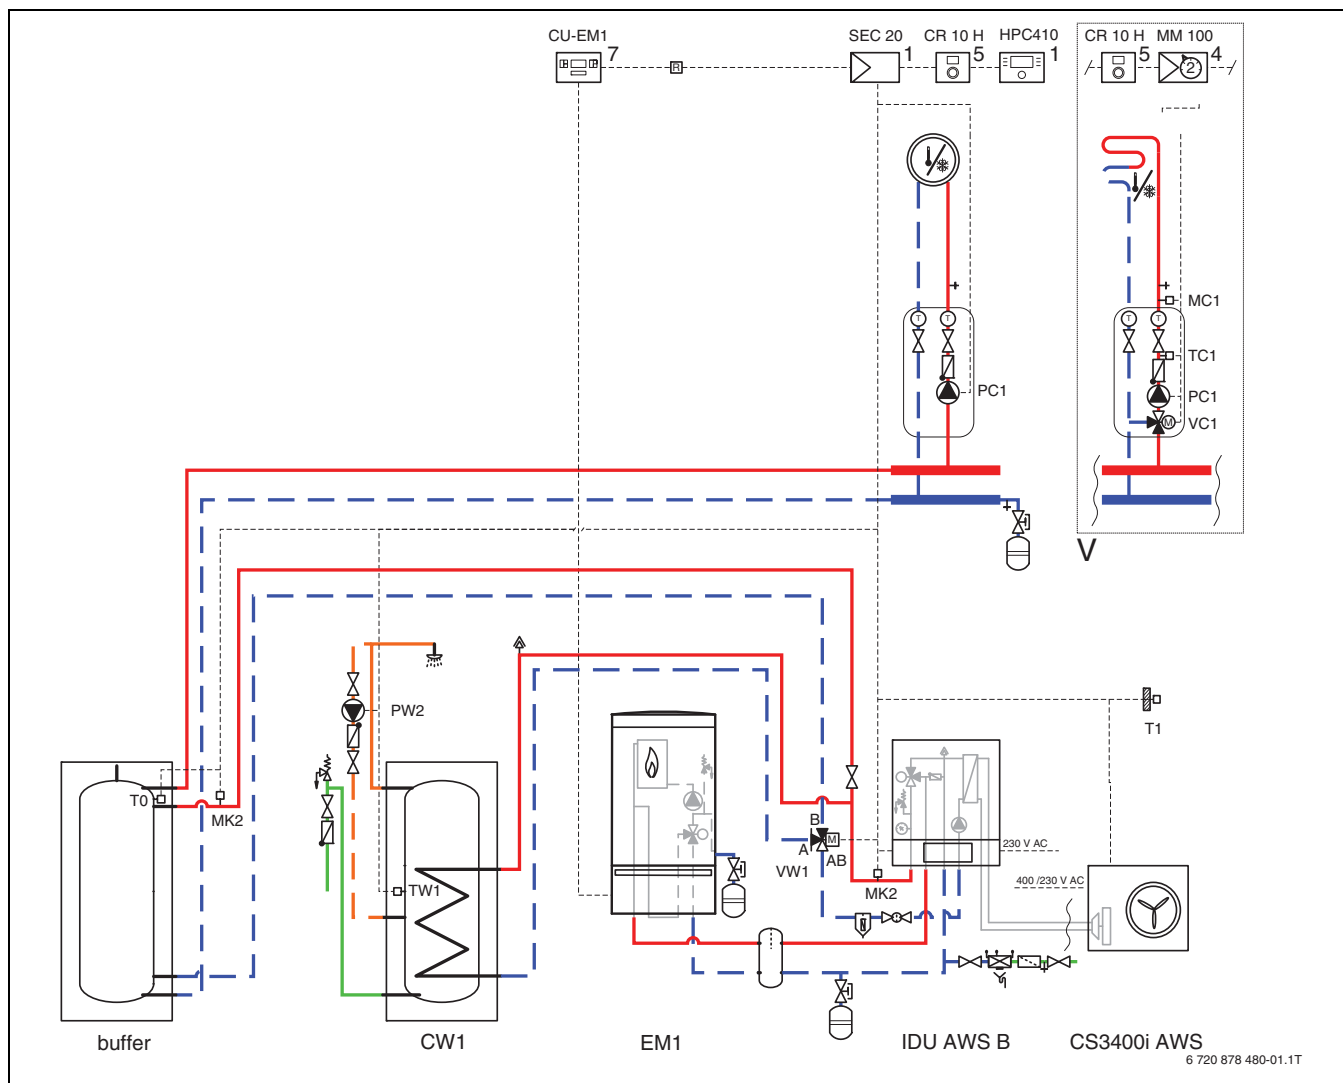 CU-EM1 SEC 20 CR 10 H HPC410 CR 10 H MM 100
7 R 1 5 1 5 2 4
MC1
T T T T
TC1
PC1 PC1
M VC1
V
PW2
T1
T0
MK2
B
230 V AC
A M
AB
VW1
400 /230 V AC
TW1 MK2
buffer CW1 EM1 IDU AWS B CS3400i AWS
6 720 878 480-01.1T